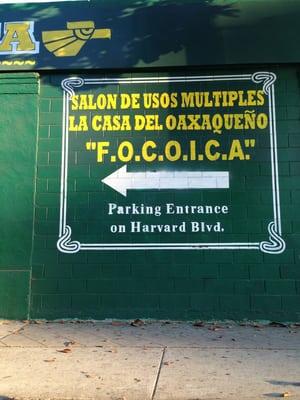 A
SALON DE USOS MULTIPLES
LA CASA DEL OAXAQUEÑO
"F.O.C.O.I.C.A."
Parking Entrance
on Harvard Blvd.